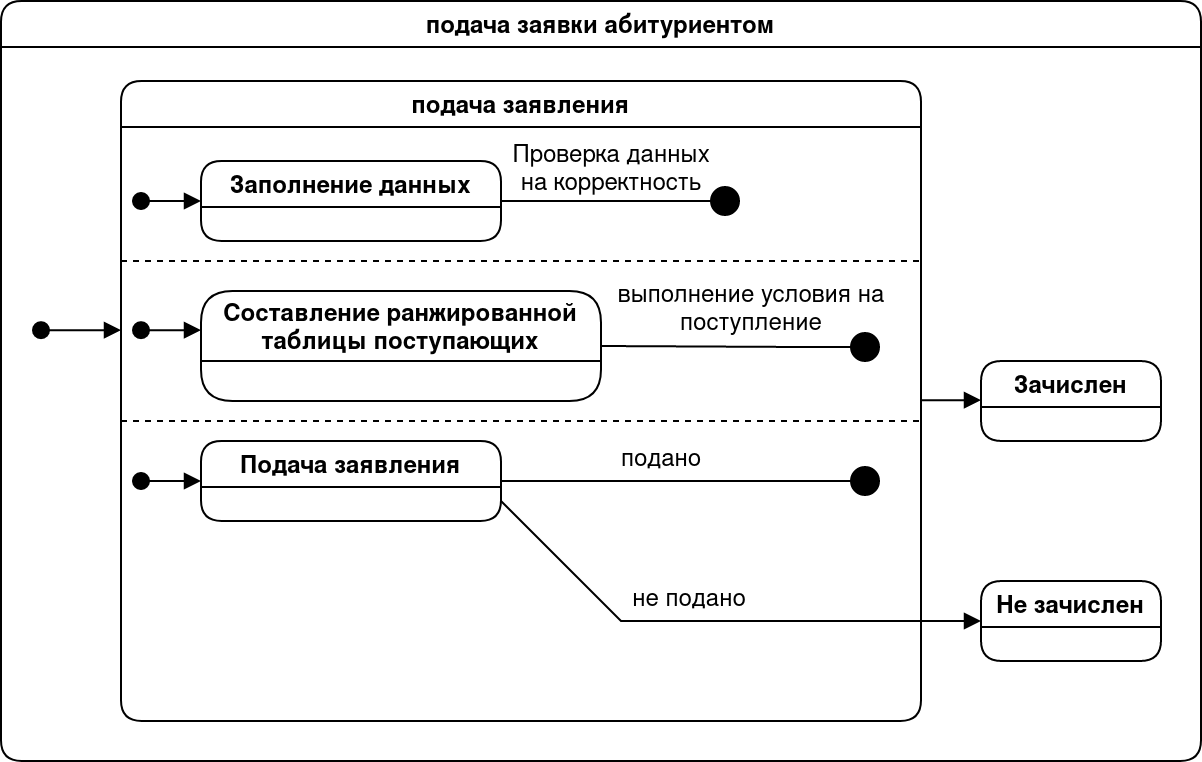 подача заявки абитуриентом
подача заявления
Проверка данных
на корректность
Заполнение данных
выполнение условия на
поступление
Составление ранжированной
таблицы поступающих
Зачислен
подано
Подача заявления
не подано
Не зачислен